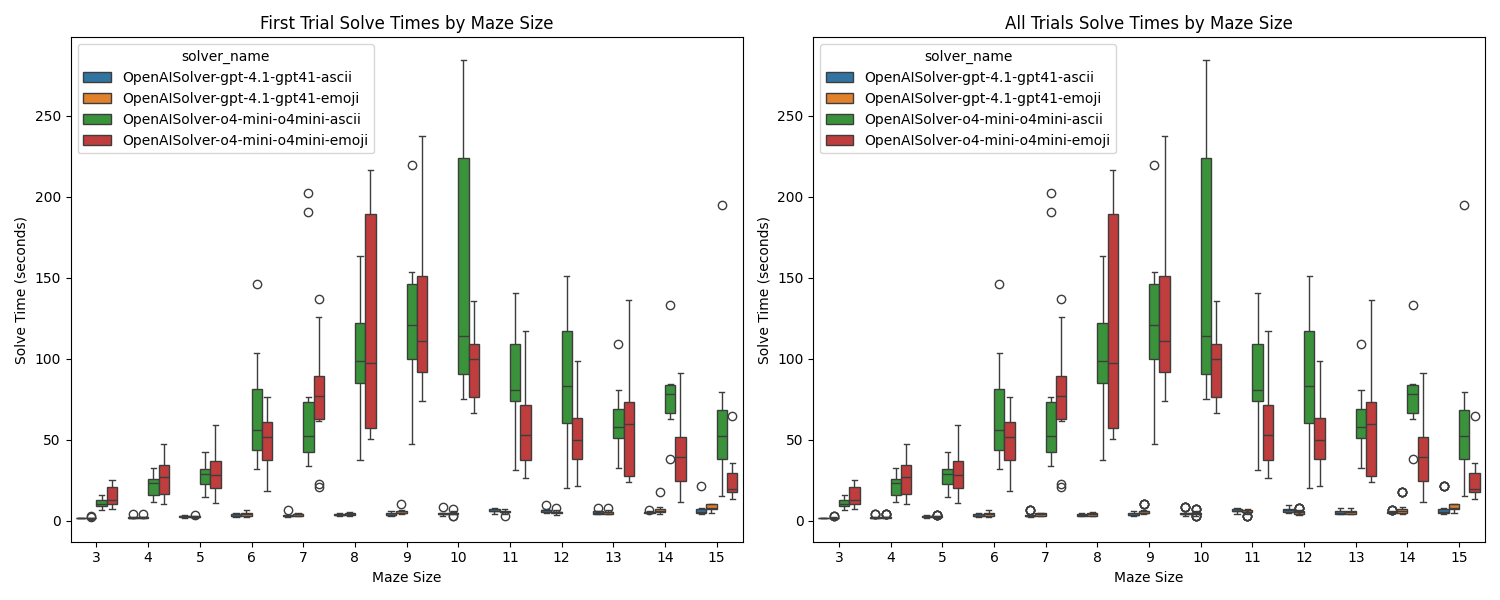 First Trial Solve Times by Maze Size
solver_name
OpenAISolver-gpt-4.1-gpt41-ascii
OpenAISolver-gpt-4.1-gpt41-emoji
OpenAISolver-o4-mini-o4mini-ascii
OpenAISolver-o4-mini-o4mini-emoji
Solve Time (seconds)
250
200
150
100
50
0
3 4 5 6 7 8 9 10 11 12 13 14 15
Maze Size
All Trials Solve Times by Maze Size
solver_name
OpenAISolver-gpt-4.1-gpt41-ascii
OpenAISolver-gpt-4.1-gpt41-emoji
OpenAISolver-o4-mini-o4mini-ascii
OpenAISolver-o4-mini-o4mini-emoji
Solve Time (seconds)
250
200
150
100
50
0
3 4 5 6 7 8 9 10 11 12 13 14 15
Maze Size